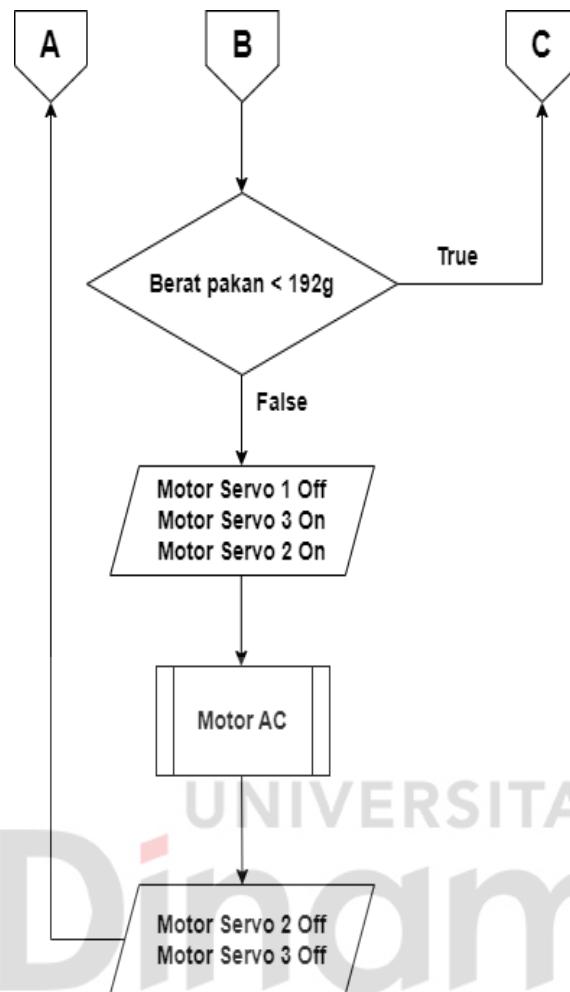 A
B
C
Berat pakan < 192g
True
False
Motor Servo 1 Off
Motor Servo 3 On
Motor Servo 2 On
Motor AC
UNIVERSITA
Dinam
Motor Servo 2 Off
Motor Servo 3 Off